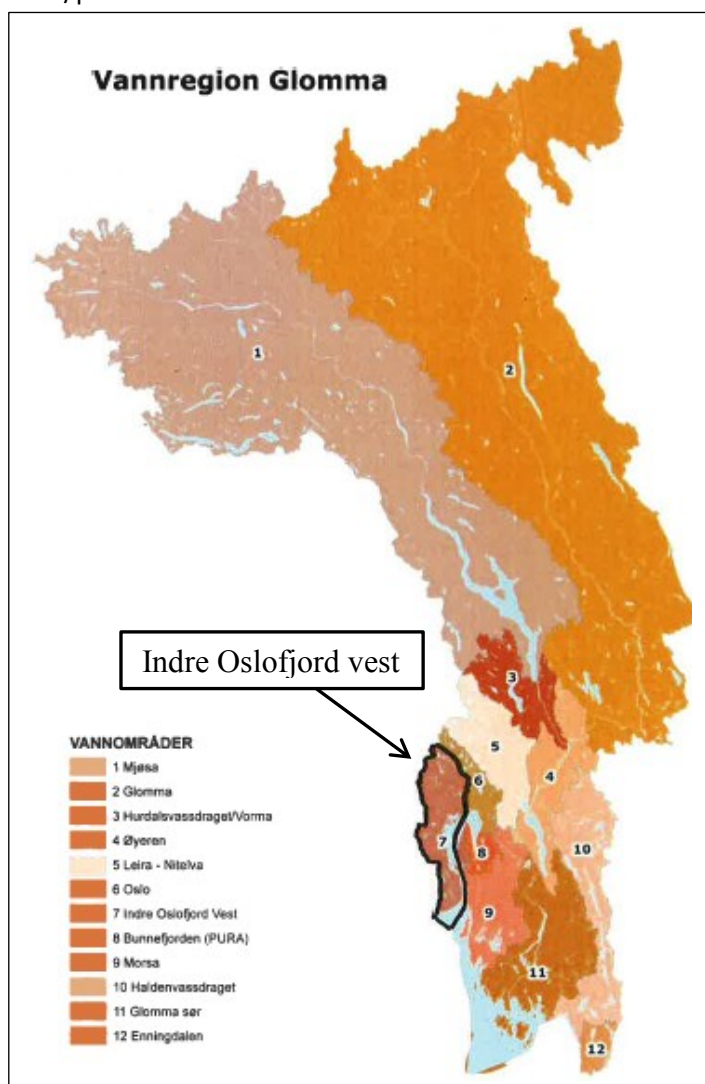 Vannregion Glomma
1
2
Indre Oslofjord vest
3
5
4
6
7
8
10
9
11
12
VANNOMRÅDER
1 Mjøsa
2 Glomma
3 Hurdalsvassdraget/Vorma
4 Øyeren
5 Leira - Nitelva
6 Oslo
7 Indre Oslofjord Vest
8 Bunnefjorden (PURA)
9 Morsa
10 Haldenvassdraget
11 Glomma sør
12 Enningdalen